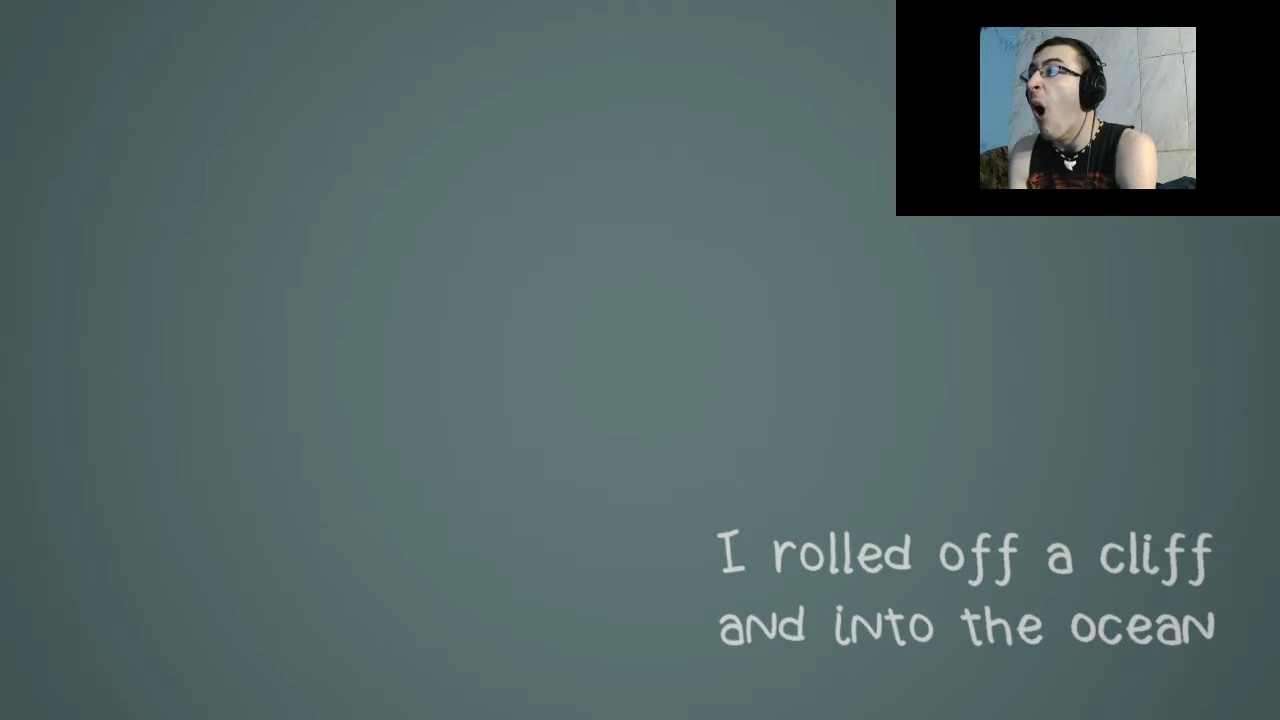 I rolled off a cliff
and into the ocean